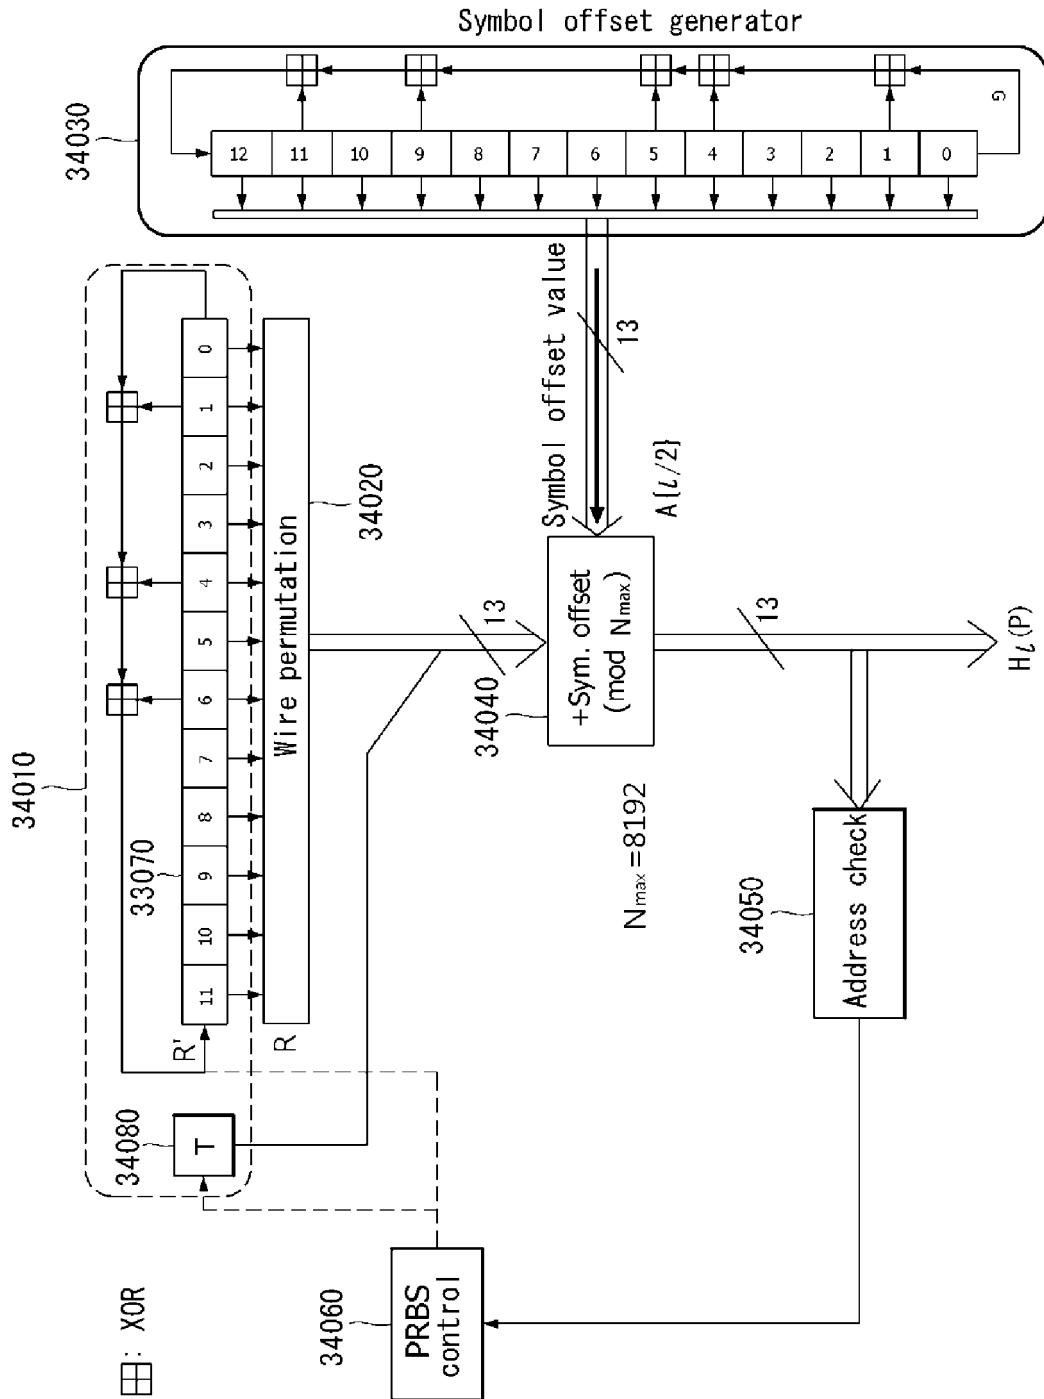 Symbol offset generator
34030
12
11
10
9
8
7
6
5
4
3
2
1
0
G
34010
33070
R'
11
10
9
8
7
6
5
4
3
2
1
0
R
Wire permutation
34020
34080
T
Symbol offset value
13
A[l/2}
13
34040
+Sym. offset
(mod Nmax)
Nmax=8192
13
Hl(P)
34050
Address check
34060
PRBS
control
: XOR